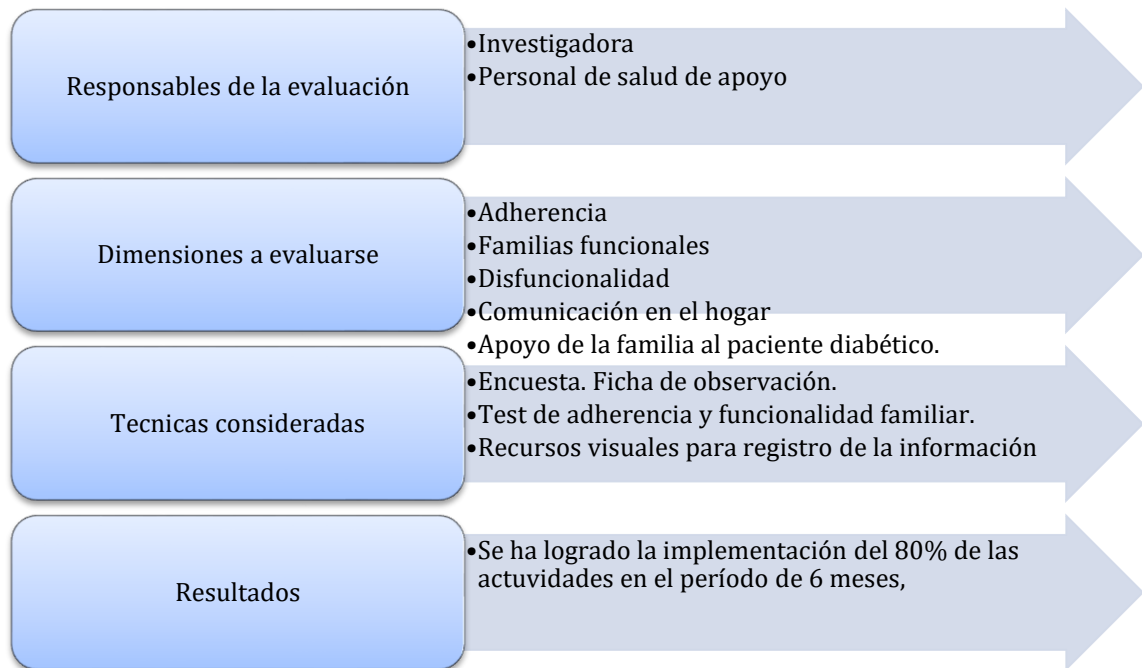 Responsables de la evaluación
•Investigadora
•Personal de salud de apoyo
Dimensiones a evaluarse
•Adherencia
•Familias funcionales
•Disfuncionalidad
•Comunicación en el hogar
•Apoyo de la familia al paciente diabético.
Tecnicas consideradas
•Encuesta. Ficha de observación.
•Test de adherencia y funcionalidad familiar.
•Recursos visuales para registro de la información
Resultados
•Se ha logrado la implementación del 80% de las
actuvidades en el período de 6 meses,